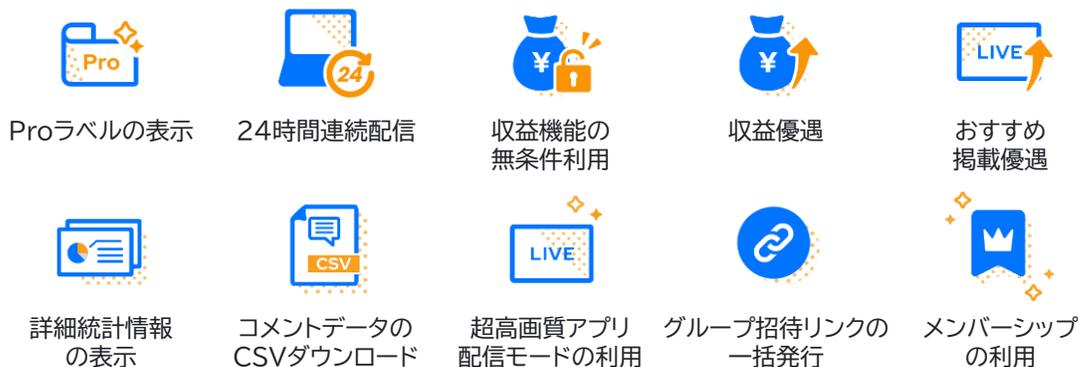 Pro
24
¥
¥
LIVE
Proラベルの表示
24時間連続配信
収益機能の
無条件利用
収益優遇
おすすめ
掲載優遇
CSV
LIVE
詳細統計情報
の表示
コメントデータの
CSVダウンロード
超高画質アプリ
配信モードの利用
グループ招待リンクの
一括発行
メンバーシップ
の利用